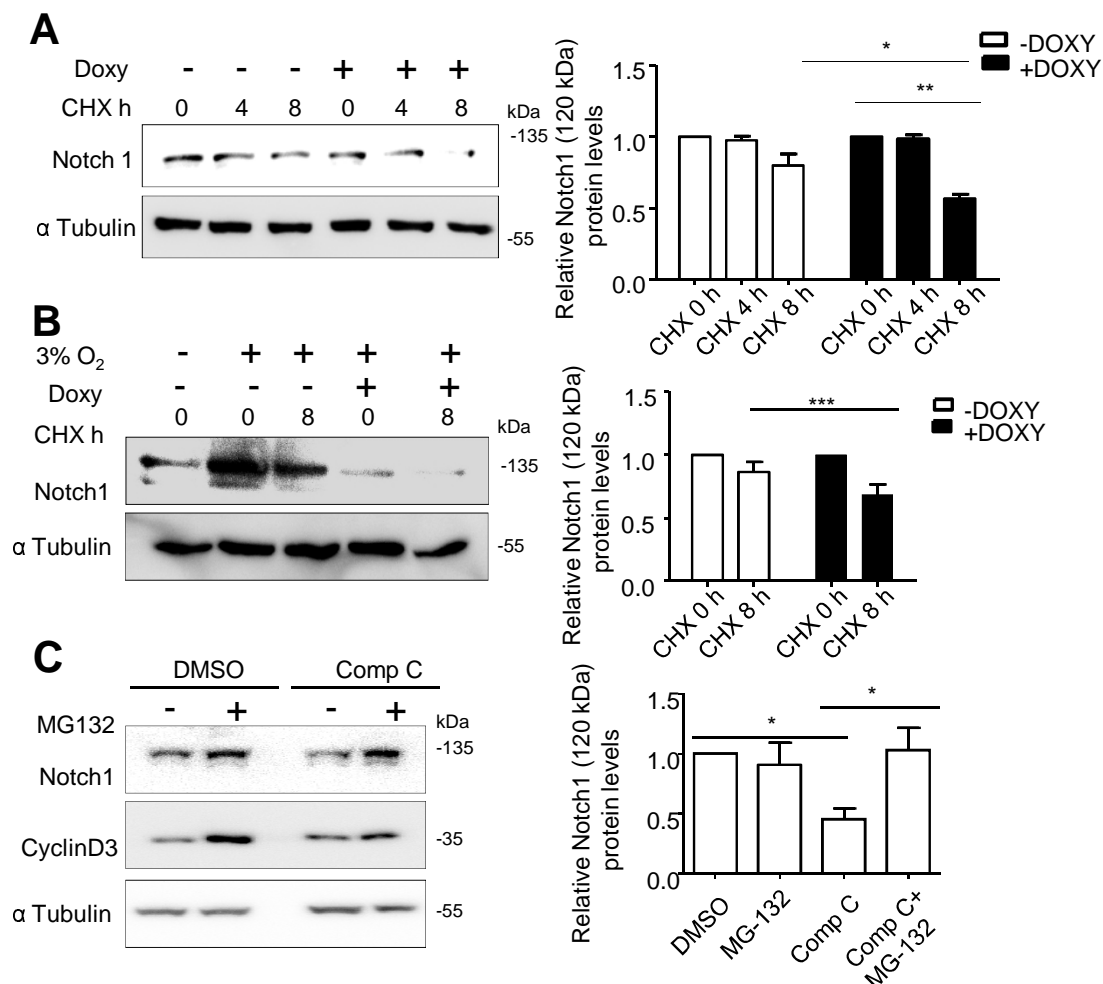 A
Doxy - - - + + +
CHX h 0 4 8 0 4 8
kDa
Notch 1
-135
α Tubulin
-55
Relative Notch1 (120 kDa)
protein levels
1.5
1.0
0.5
0.0
*
**
-DOXY
+DOXY
CHX 0 h
CHX 4 h
CHX 8 h
CHX 0 h
CHX 4 h
CHX 8 h
B
3% O₂ - + + + +
Doxy - - - + +
CHX h 0 0 8 0 8
kDa
Notch1
-135
α Tubulin
-55
Relative Notch1 (120 kDa)
protein levels
1.5
1.0
0.5
0.0
***
-DOXY
+DOXY
CHX 0 h
CHX 8 h
CHX 0 h
CHX 8 h
C
DMSO Comp C
MG132 - + - +
kDa
Notch1
-135
CyclinD3
-35
α Tubulin
-55
Relative Notch1 (120 kDa)
protein levels
1.5
1.0
0.5
0.0
*
*
DMSO
MG-132
Comp C
Comp C+
MG-132